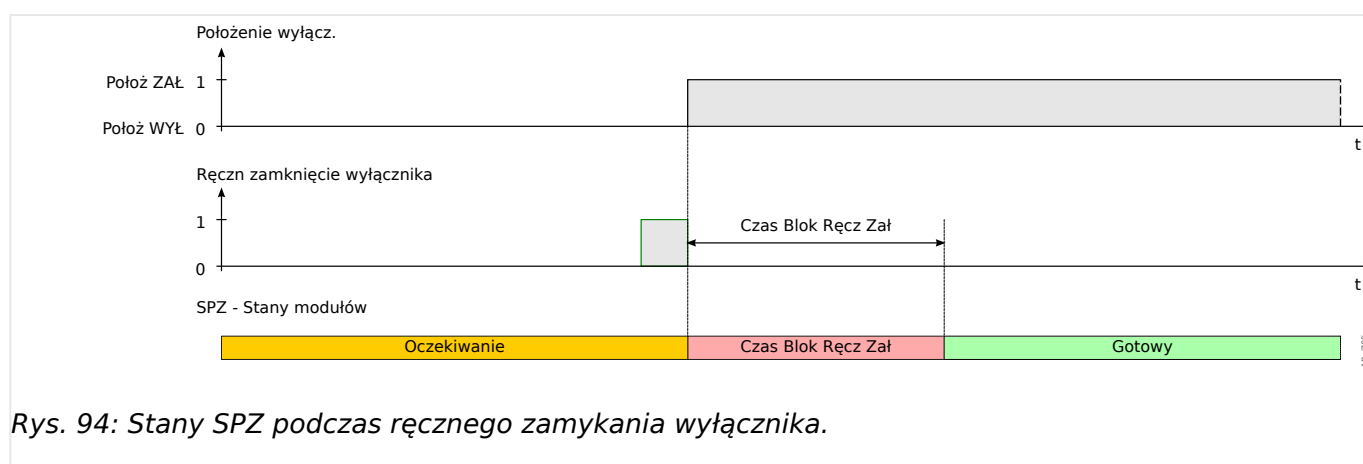 Położenie wyłącz.
Położ ZAŁ 1
Położ WYŁ 0
t
Ręczn zamknięcie wyłącznika
1
Czas Blok Ręcz Zał
0
t
SPZ - Stany modułów
Oczekiwanie Czas Blok Ręcz Zał Gotowy
Rys. 94: Stany SPZ podczas ręcznego zamykania wyłącznika.